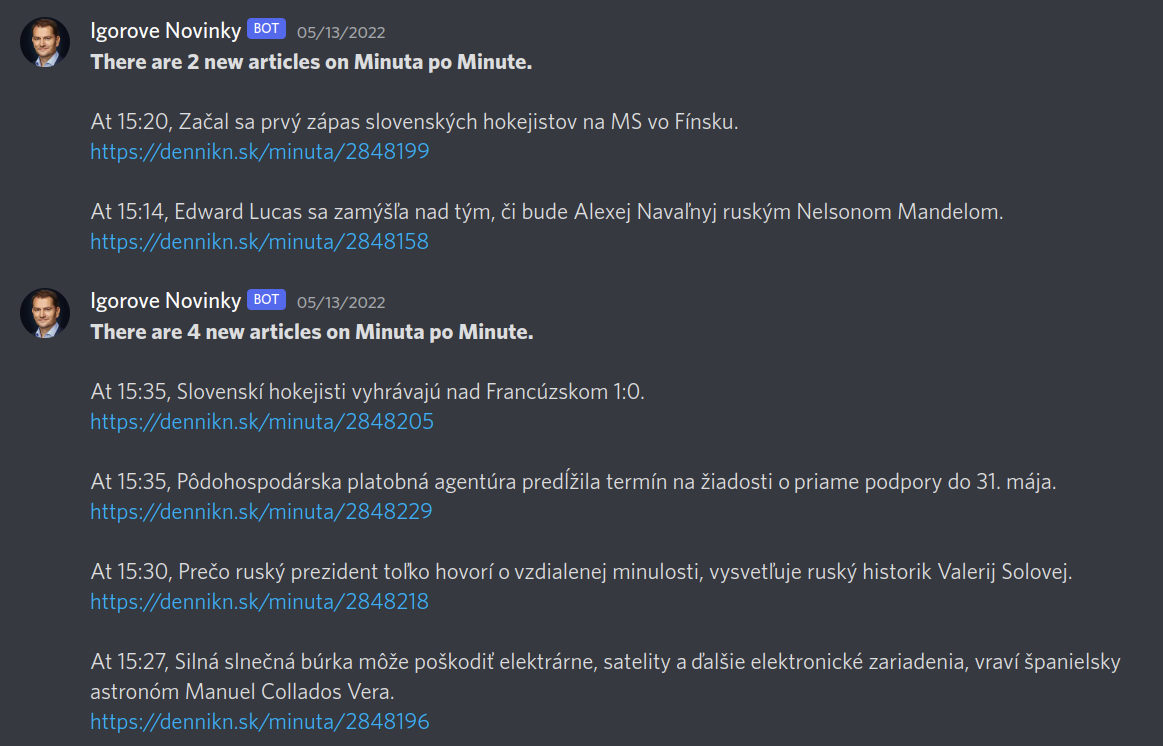 Igorove Novinky BOT 05/13/2022
There are 2 new articles on Minuta po Minute.
At 15:20, Začal sa prvý zápas slovenských hokejistov na MS vo Fínsku.
https://dennikn.sk/minuta/2848199
At 15:14, Edward Lucas sa zamýšľa nad tým, či bude Alexej Navaľnyj ruským Nelsonom Mandelom.
https://dennikn.sk/minuta/2848158
Igorove Novinky BOT 05/13/2022
There are 4 new articles on Minuta po Minute.
At 15:35, Slovenskí hokejisti vyhrávajú nad Francúzskom 1:0.
https://dennikn.sk/minuta/2848205
At 15:35, Pôdohospodárska platobná agentúra predĺžila termín na žiadosti o priame podpory do 31. mája.
https://dennikn.sk/minuta/2848229
At 15:30, Prečo ruský prezident toľko hovorí o vzdialenej minulosti, vysvetľuje ruský historik Valerij Solovej.
https://dennikn.sk/minuta/2848218
At 15:27, Silná slnečná búrka môže poškodiť elektrárne, satelity a ďalšie elektronické zariadenia, vraví španielsky
astronóm Manuel Collados Vera.
https://dennikn.sk/minuta/2848196